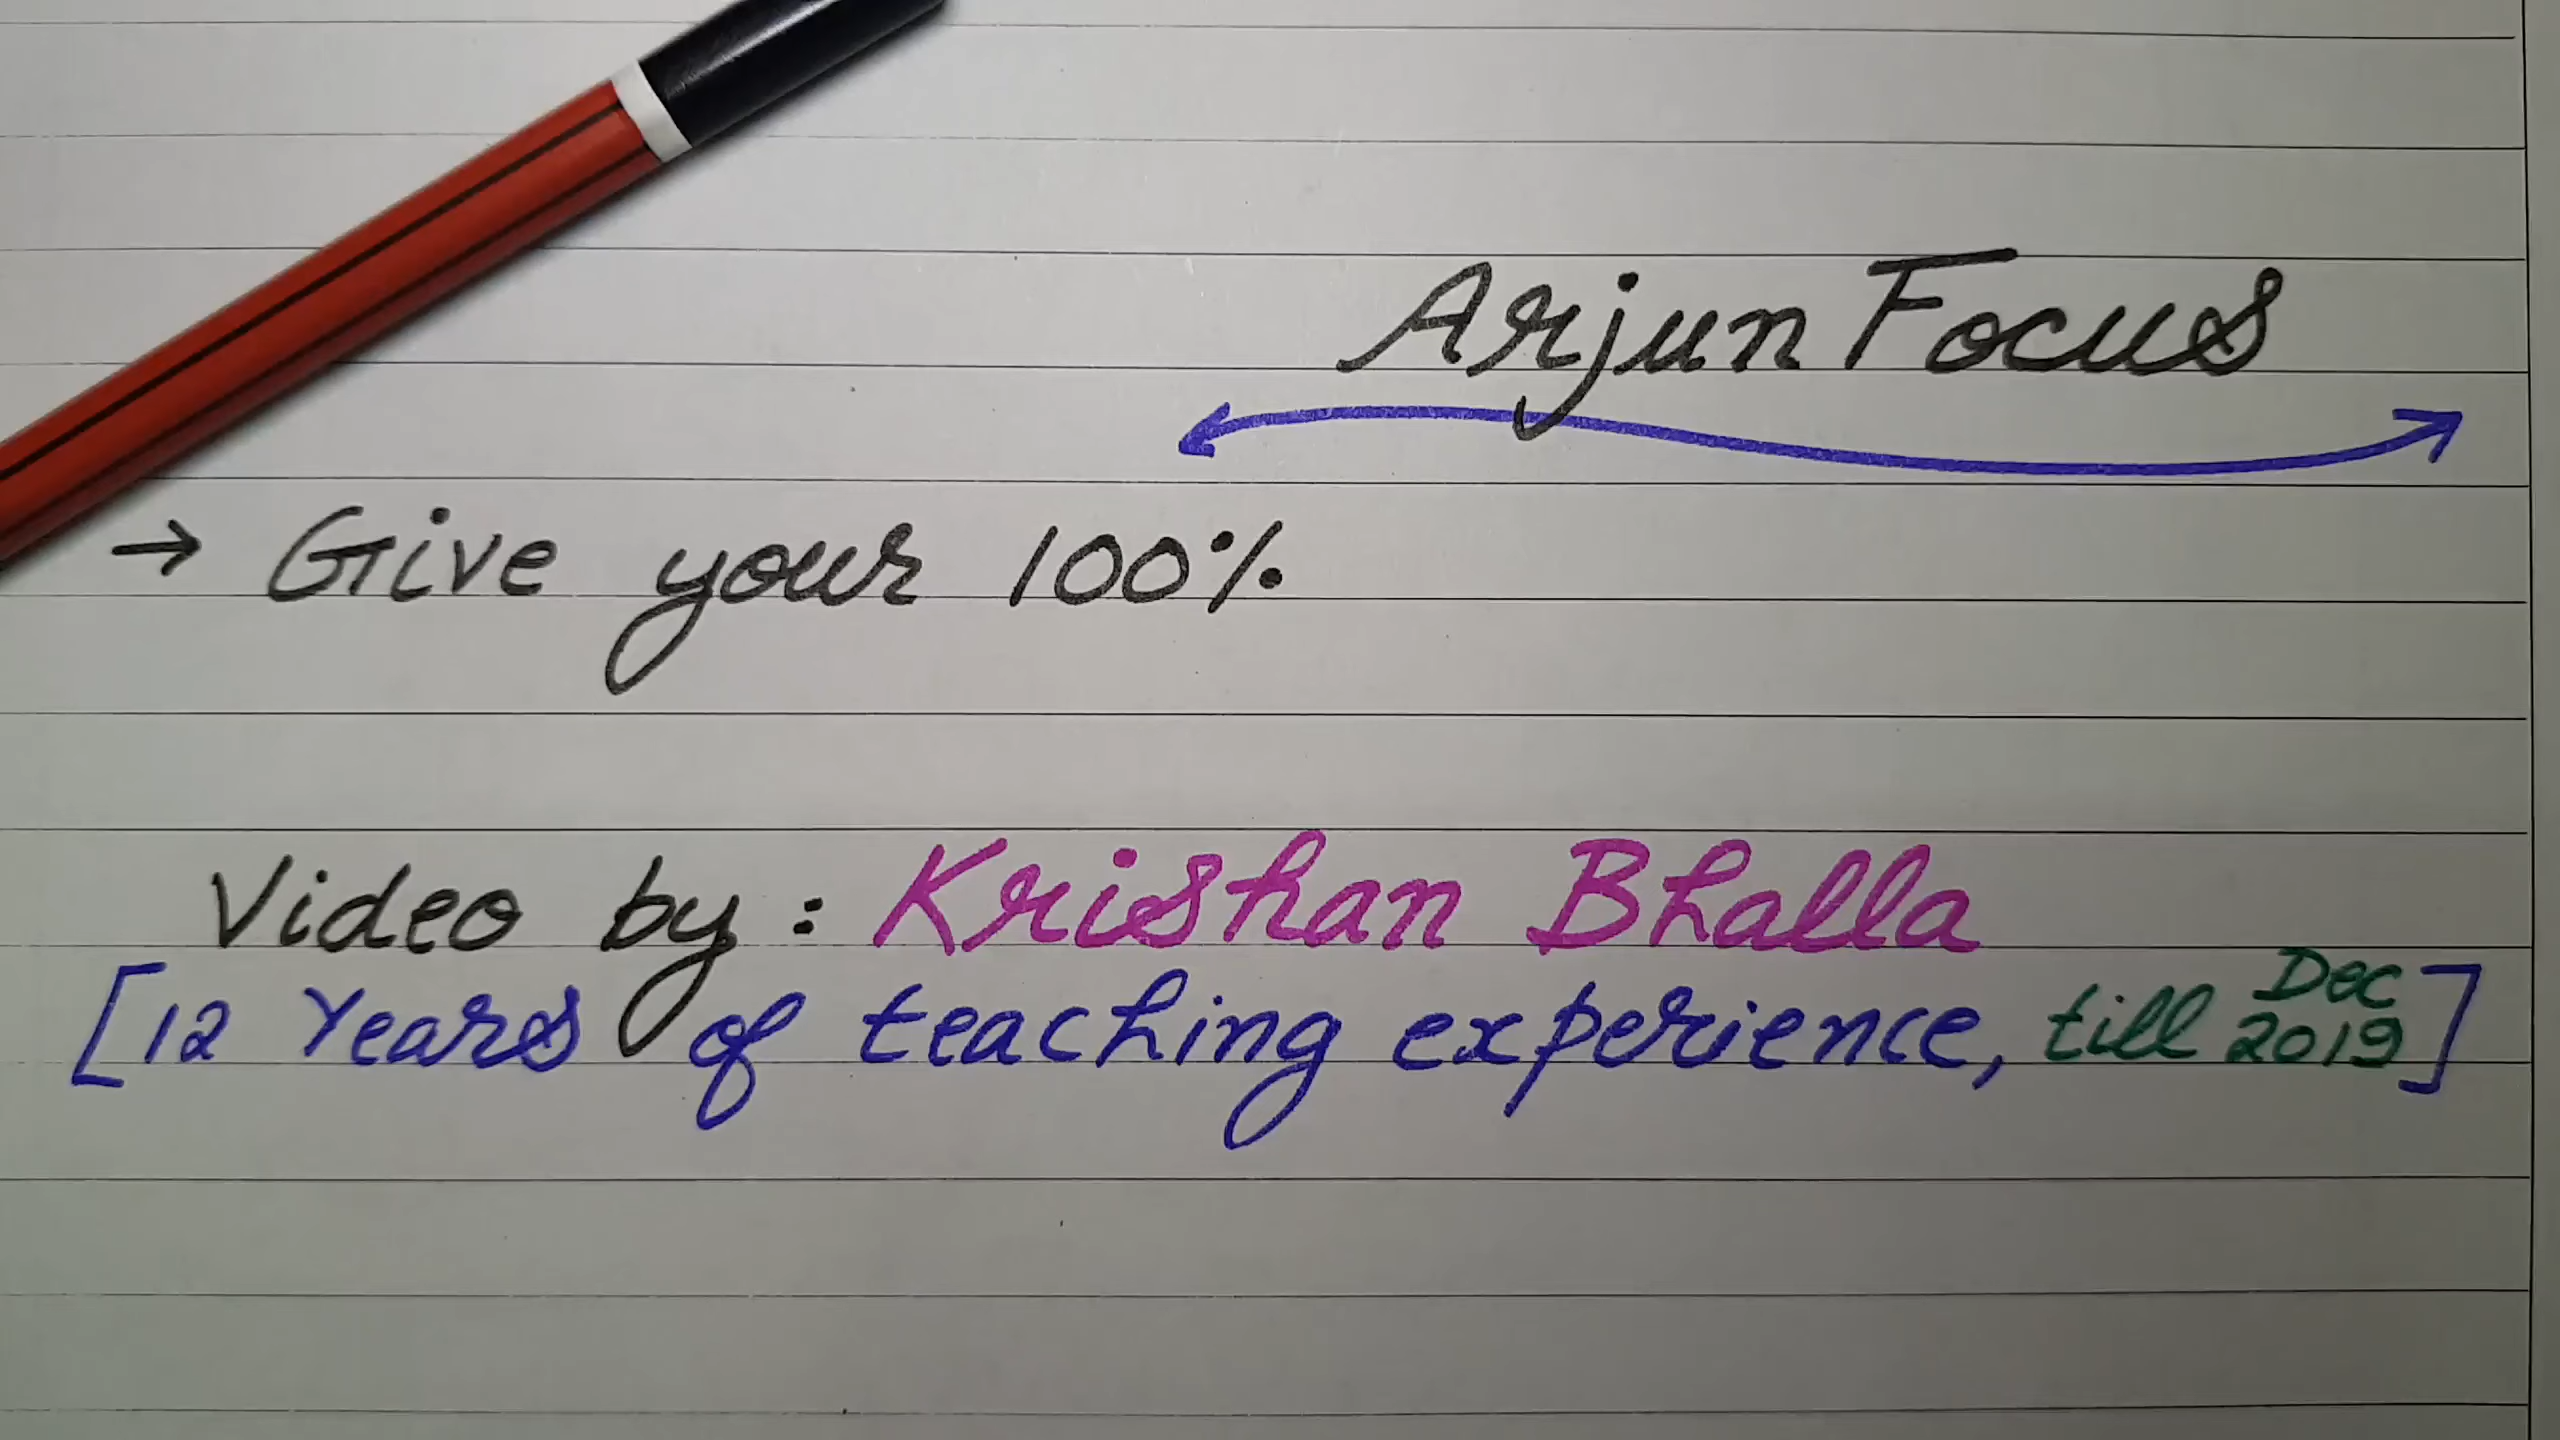 Arjun Focus
→ Give your 100%
Video by : Krishan Bhalla
[12 Years of teaching experience, till Dec 2019]